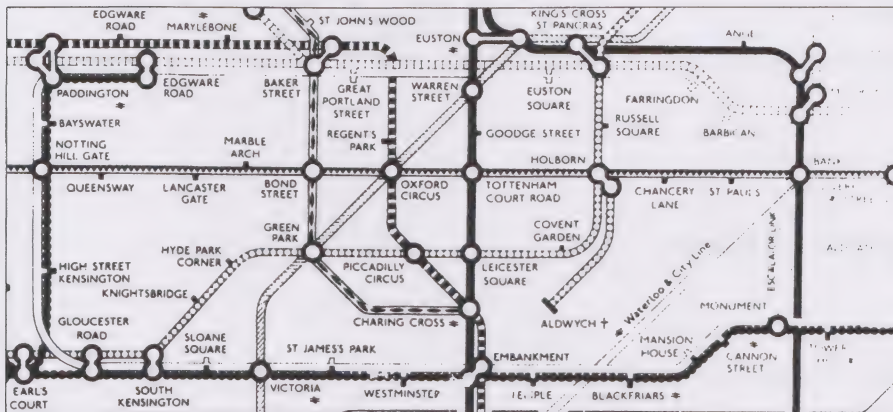 EDGWARE
ROAD
MARYLEBONE
ST JOHN'S WOOD
EUSTON
KING'S CROSS
ST PANCRAS
PADDINGTON
EDGWARE
ROAD
BAKER
STREET
GREAT
PORTLAND
STREET
WARREN
STREET
EUSTON
SQUARE
FARRINGDON
BARBICAN
BAYSWATER
REGENT'S
PARK
GOODGE STREET
RUSSELL
SQUARE
NOTTING
HILL GATE
MARBLE
ARCH
HOLBORN
BANK
QUEENSWAY
LANCASTER
GATE
BOND
STREET
OXFORD
CIRCUS
TOTTENHAM
COURT ROAD
CHANCERY
LANE
ST PAUL'S
GREEN
PARK
COVENT
GARDEN
HYDE PARK
CORNER
ESCALATOR LINK
HIGH STREET
KENSINGTON
KNIGHTSBRIDGE
PICCADILLY
CIRCUS
LEICESTER
SQUARE
Waterloo & City Line
GLOUCESTER
ROAD
SLOANE
SQUARE
CHARING CROSS
ALDWYCH †
MONUMENT
ST JAMES'S PARK
EMBANKMENT
MANSION
HOUSE
CANNON
STREET
EARL'S
COURT
SOUTH
KENSINGTON
VICTORIA
WESTMINSTER
TEMPLE
BLACKFRIARS